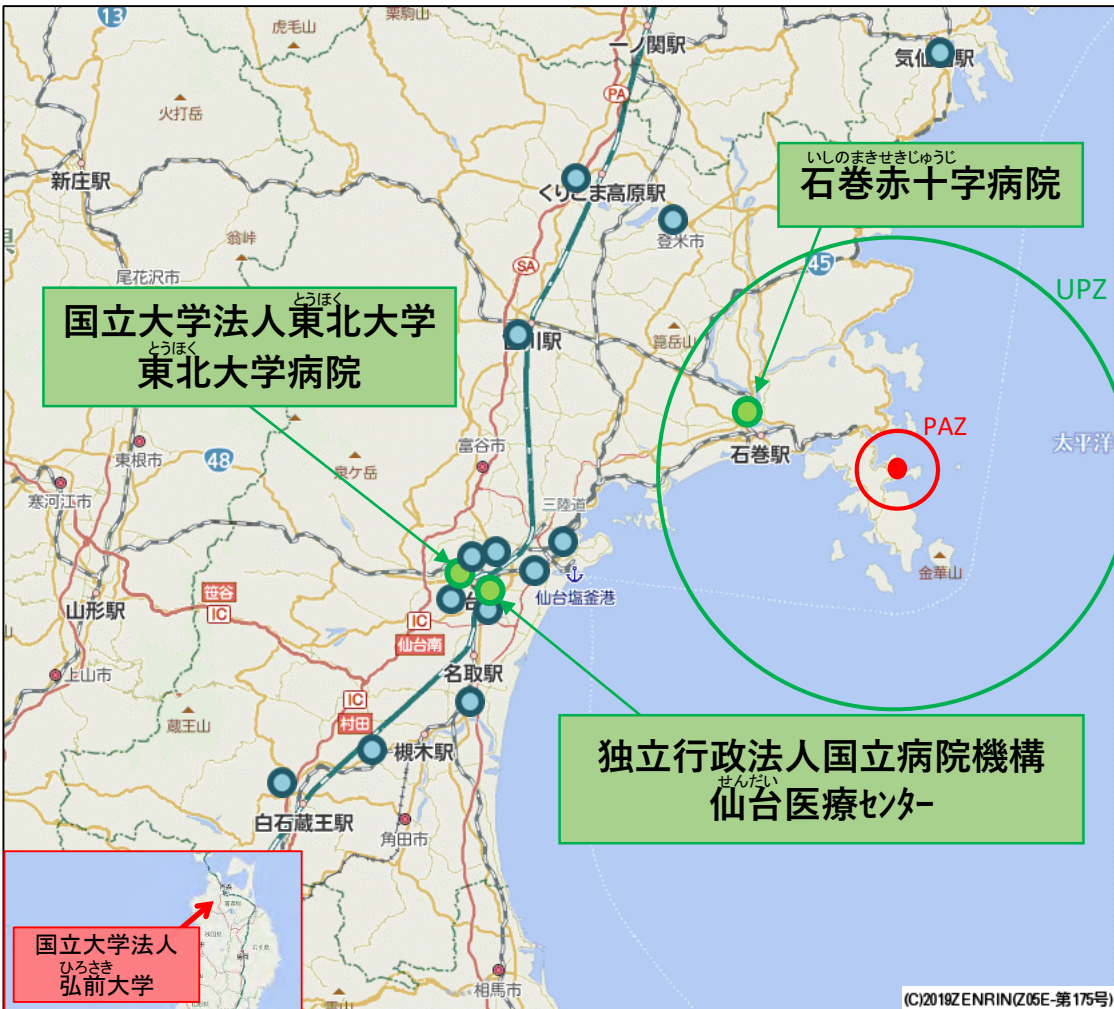 13
虎毛山
栗駒山
一ノ関駅
PA
火打岳
新庄駅
くりこま高原駅
登米市
いしのまきせきじゅうじ
石巻赤十字病院
翁峠
尾花沢市
SA
45
UPZ
とうほく
国立大学法人東北大学
とうほく
東北大学病院
箆岳山
PAZ
石巻駅
太平洋
富谷市
48
東根市
泉ケ岳
寒河江市
三陸道
金華山
仙台塩釜港
笹谷
IC
山形駅
IC
仙台南
名取駅
上山市
IC
村田
蔵王山
槻木駅
独立行政法人国立病院機構
せんだい
仙台医療センター
白石蔵王駅
角田市
国立大学法人
ひろさき
弘前大学
相馬市
(C)2019ZENRIN(Z05E-第175号)